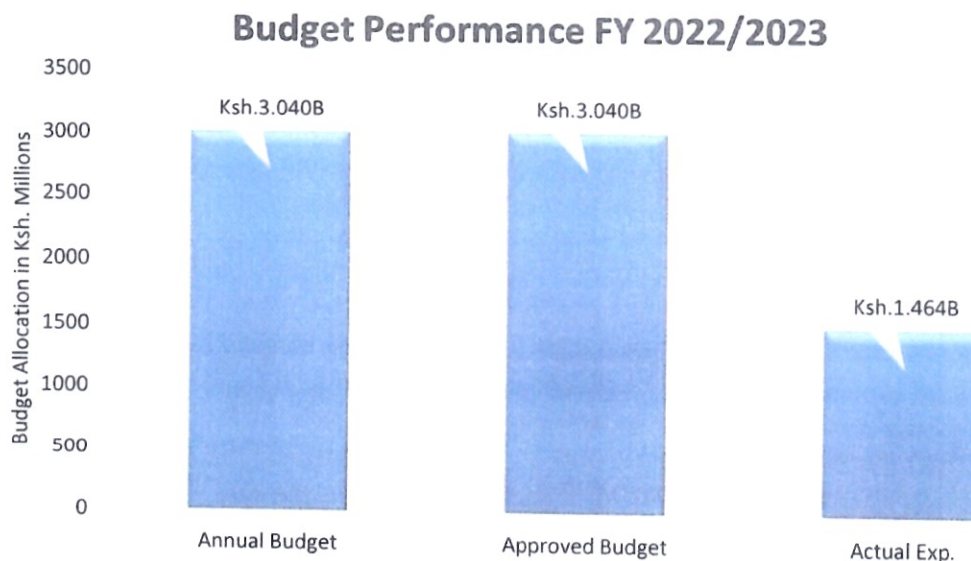 Budget Performance FY 2022/2023
Budget Allocation in Ksh. Millions
3500
3000
2500
2000
1500
1000
500
0
Ksh.3.040B
Ksh.3.040B
Ksh.1.464B
Annual Budget
Approved Budget
Actual Exp.